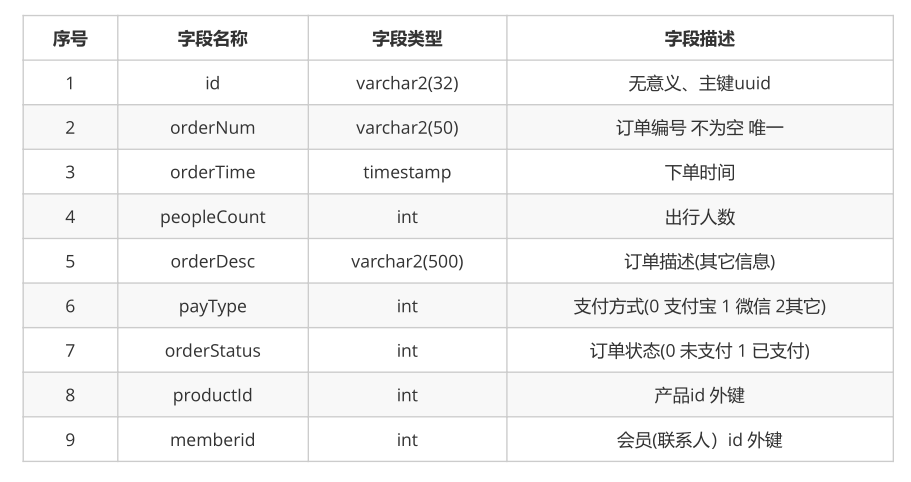 序号 字段名称 字段类型 字段描述
1 id varchar2(32) 无意义、主键uuid
2 orderNum varchar2(50) 订单编号 不为空 唯一
3 orderTime timestamp 下单时间
4 peopleCount int 出行人数
5 orderDesc varchar2(500) 订单描述(其它信息)
6 payType int 支付方式(0 支付宝 1 微信 2其它)
7 orderStatus int 订单状态(0 未支付 1 已支付)
8 productId int 产品id 外键
9 memberid int 会员(联系人）id 外键